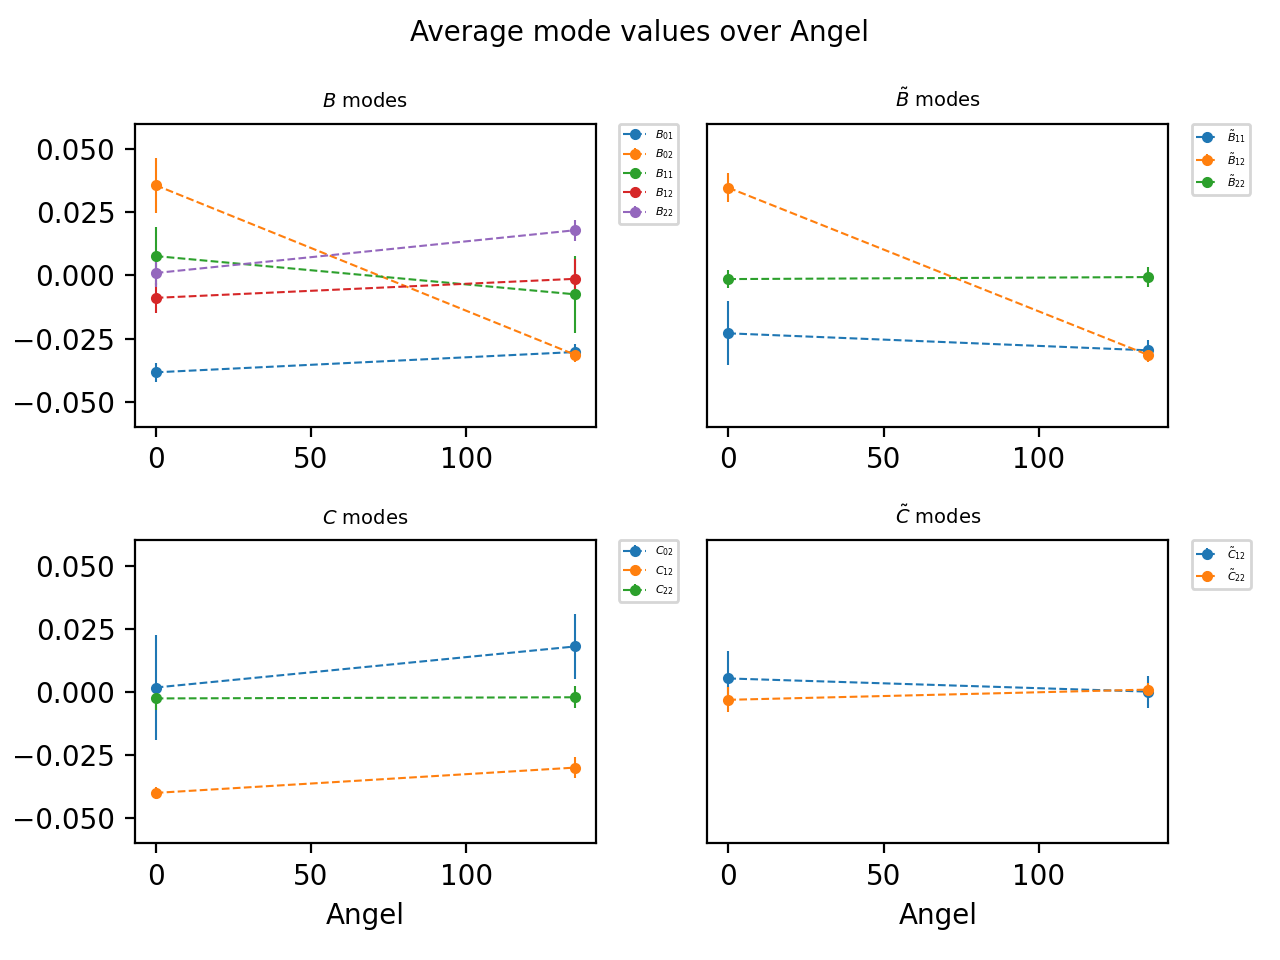 Average mode values over Angel
B modes
0.050
0.025
0.000
−0.025
−0.050
0
50
100
B01
B02
B11
B12
B22
B̃ modes
0
50
100
B̃11
B̃12
B̃22
C modes
0.050
0.025
0.000
−0.025
−0.050
0
50
100
Angel
C02
C12
C22
C̃ modes
0
50
100
Angel
C̃12
C̃22